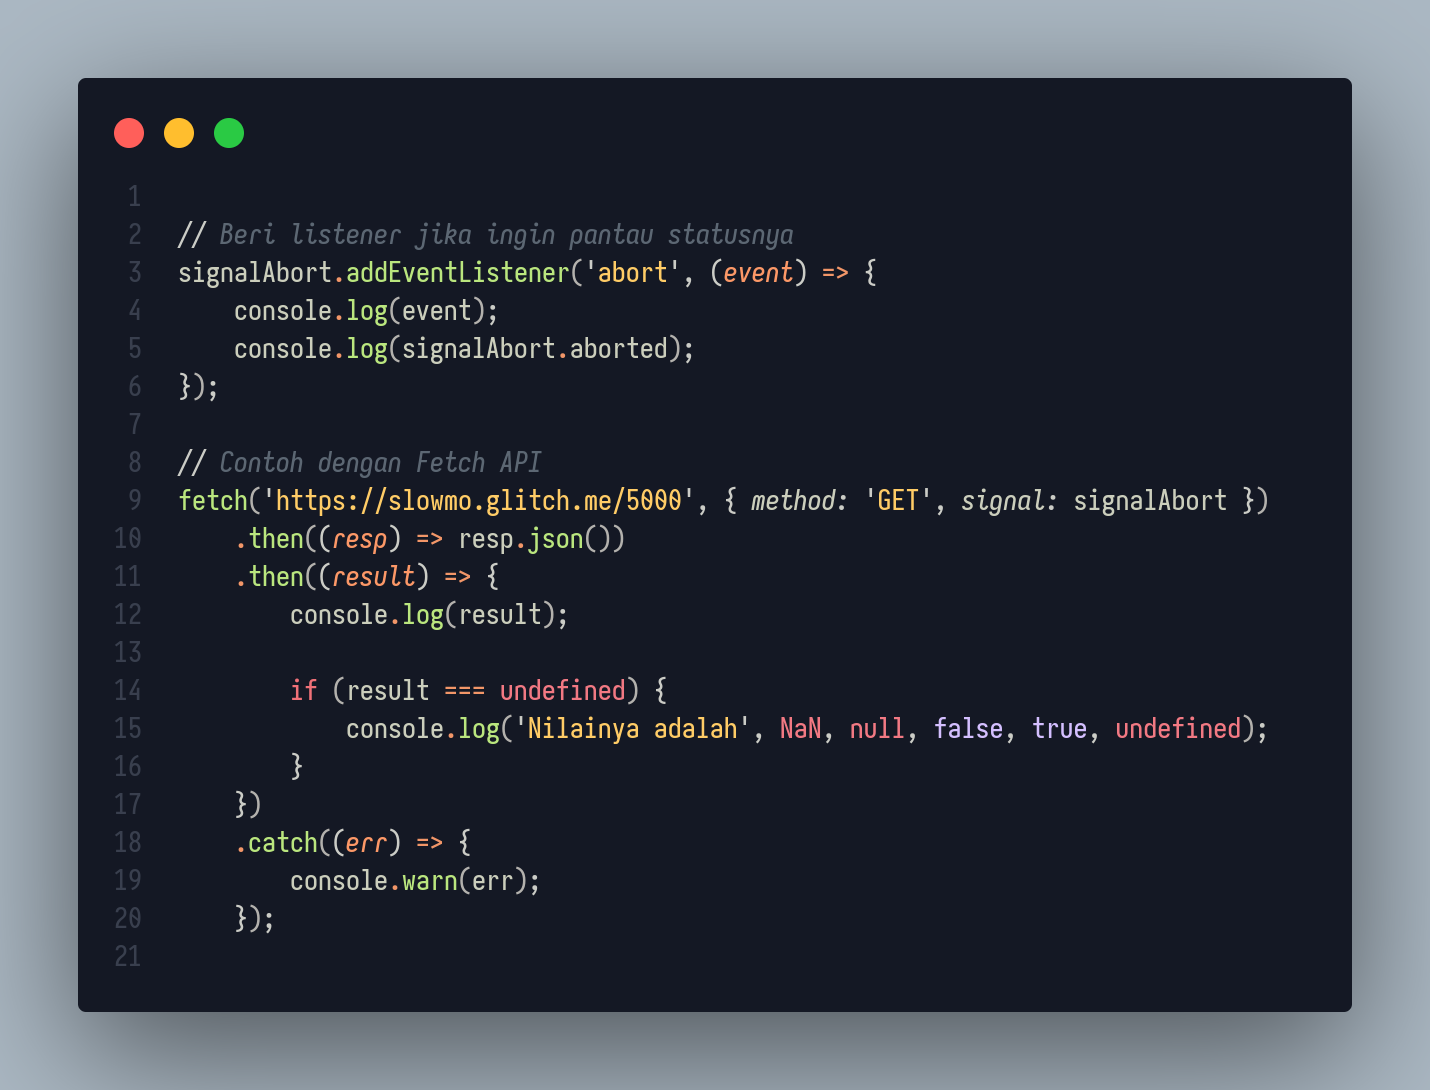 1
2 // Beri listener jika ingin pantau statusnya
3 signalAbort.addEventListener('abort', (event) => {
4     console.log(event);
5     console.log(signalAbort.aborted);
6 });
7
8 // Contoh dengan Fetch API
9 fetch('https://slowmo.glitch.me/5000', { method: 'GET', signal: signalAbort })
10     .then((resp) => resp.json())
11     .then((result) => {
12         console.log(result);
13
14         if (result === undefined) {
15             console.log('Nilainya adalah', NaN, null, false, true, undefined);
16         }
17     })
18     .catch((err) => {
19         console.warn(err);
20     });
21